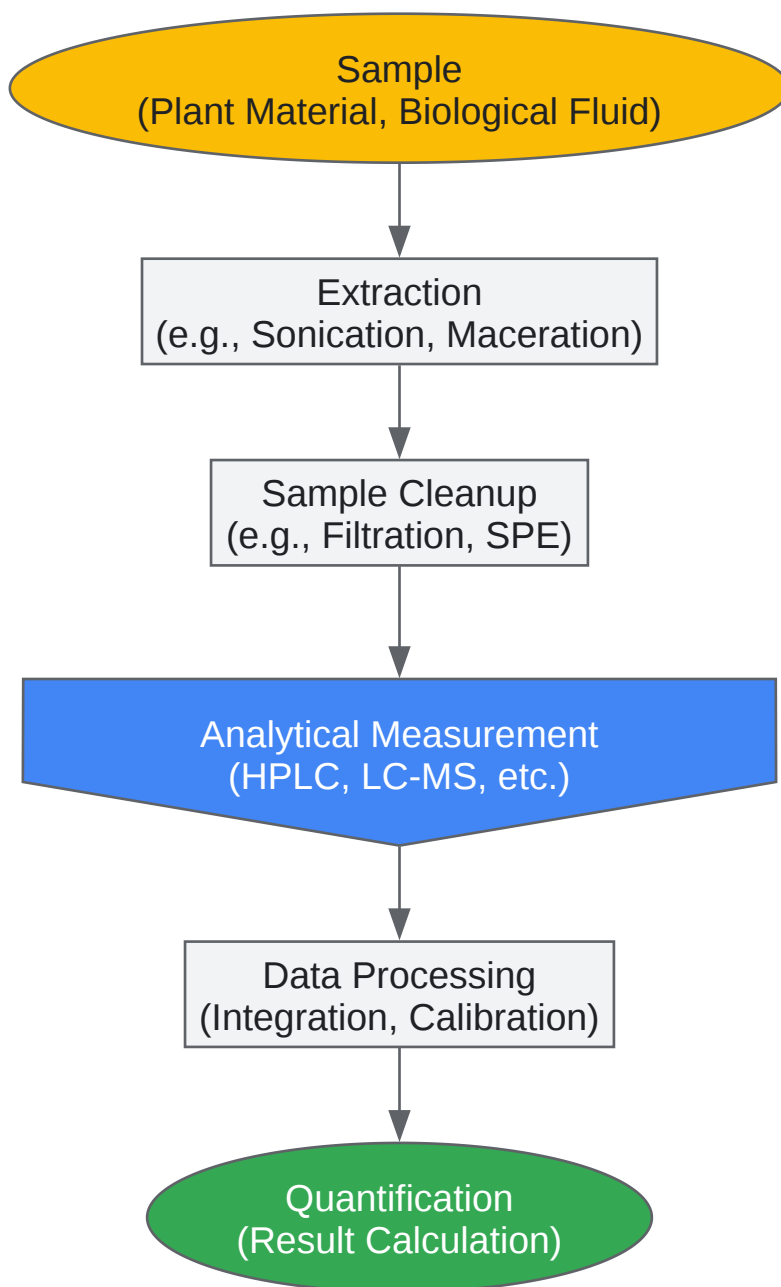 Sample
(Plant Material, Biological Fluid)
Extraction
(e.g., Sonication, Maceration)
Sample Cleanup
(e.g., Filtration, SPE)
Analytical Measurement
(HPLC, LC-MS, etc.)
Data Processing
(Integration, Calibration)
Quantification
(Result Calculation)